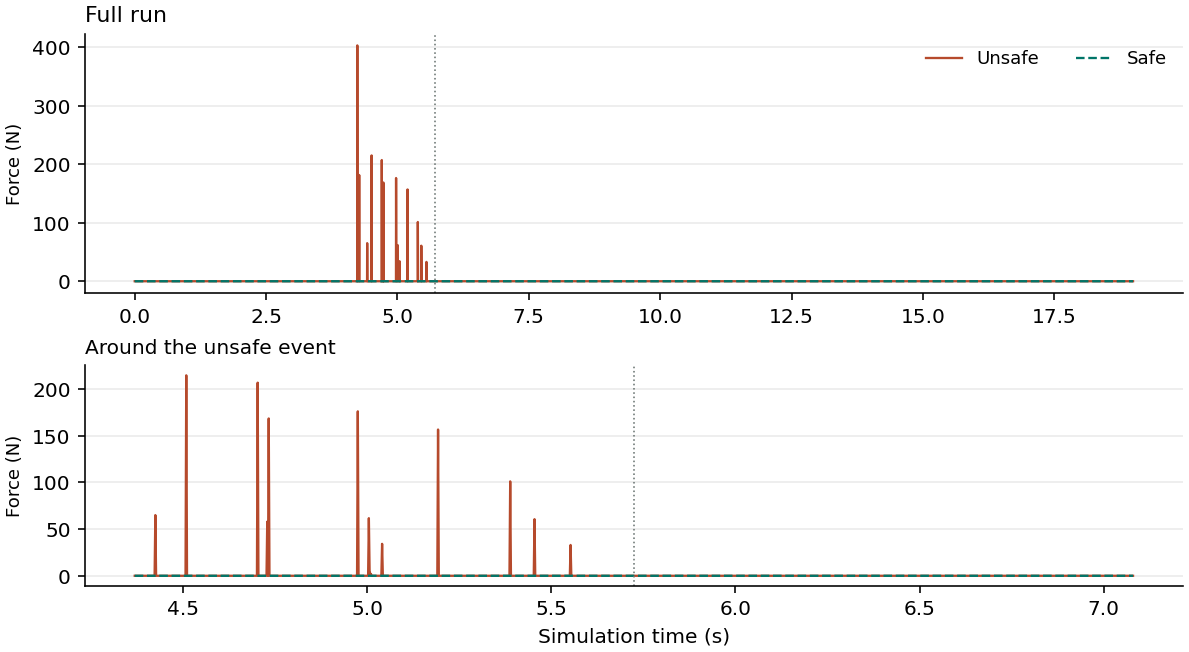 Full run
Force (N)
400
300
200
100
0
Unsafe
Safe
0.0 2.5 5.0 7.5 10.0 12.5 15.0 17.5
Around the unsafe event
Force (N)
200
150
100
50
0
4.5 5.0 5.5 6.0 6.5 7.0
Simulation time (s)